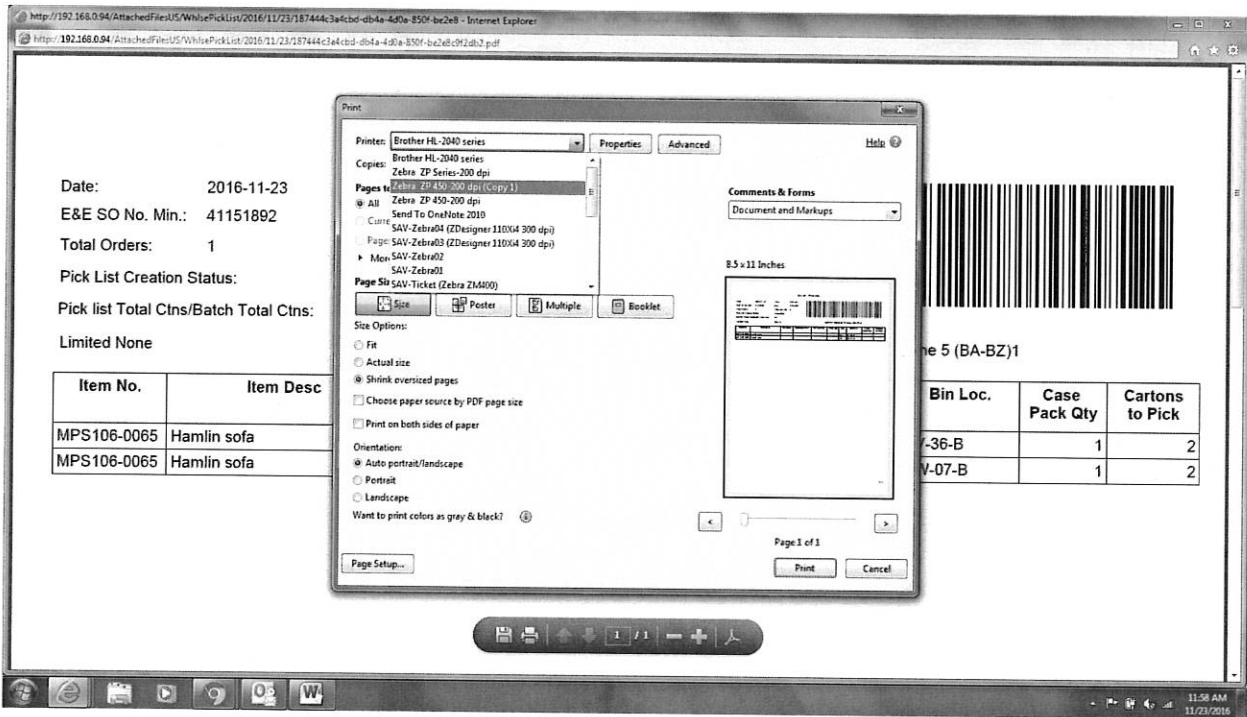 http://192.168.0.94/AttachedFilesUS/WhlsePickList/2016/11/23/187444c3a4cbd-db4a-4d0a-850f-be2e8 - Internet Explorer
http://192.168.0.94/AttachedFilesUS/WhlsePickList/2016/11/23/187444c3a4cbd-db4a-4d0a-850f-be2e8c9f2db2.pdf
Date: 2016-11-23
E&E SO No. Min.: 41151892
Total Orders: 1
Pick List Creation Status:
Pick list Total Ctns/Batch Total Ctns:
Limited None
ne 5 (BA-BZ)1
Item No. Item Desc Bin Loc. Case Pack Qty Cartons to Pick
MPS106-0065 Hamlin sofa /-36-B 1 2
MPS106-0065 Hamlin sofa V-07-B 1 2
Print
Printer: Brother HL-2040 series Properties Advanced Help
Copies: Brother HL-2040 series
Zebra ZP Series-200 dpi
Pages to Zebra ZP 450-200 dpi (Copy 1)
All Zebra ZP 450-200 dpi
Curre Send To OneNote 2010
SAV-Zebra04 (ZDesigner 110Xi4 300 dpi)
Page: SAV-Zebra03 (ZDesigner 110Xi4 300 dpi)
Mor SAV-Zebra02
SAV-Zebra01
Page Siz SAV-Ticket (Zebra ZM400)
Size Poster Multiple Booklet
Size Options:
Fit
Actual size
Shrink oversized pages
Choose paper source by PDF page size
Print on both sides of paper
Orientation:
Auto portrait/landscape
Portrait
Landscape
Want to print colors as gray & black?
Comments & Forms
Document and Markups
8.5 x 11 Inches
< >
Page 1 of 1
Page Setup... Print Cancel
1 / 1
11:58 AM
11/23/2016